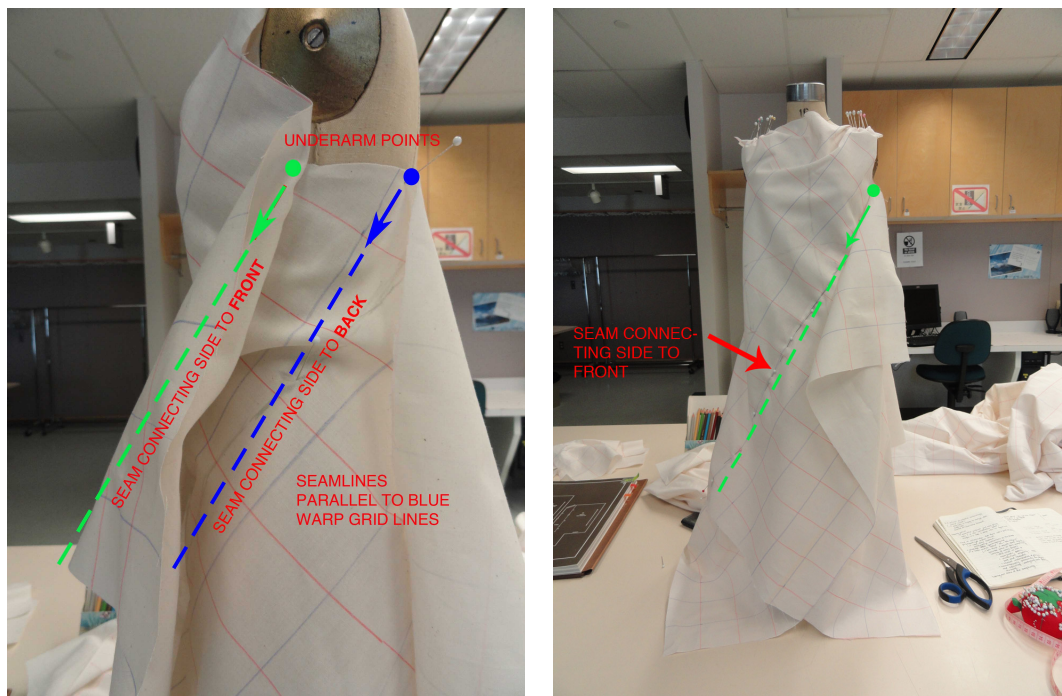 UNDERARM POINTS
SEAM CONNECTING SIDE TO FRONT
SEAM CONNECTING SIDE TO BACK
SEAMLINES
PARALLEL TO BLUE
WARP GRID LINES
SEAM CONNEC-
TING SIDE TO
FRONT